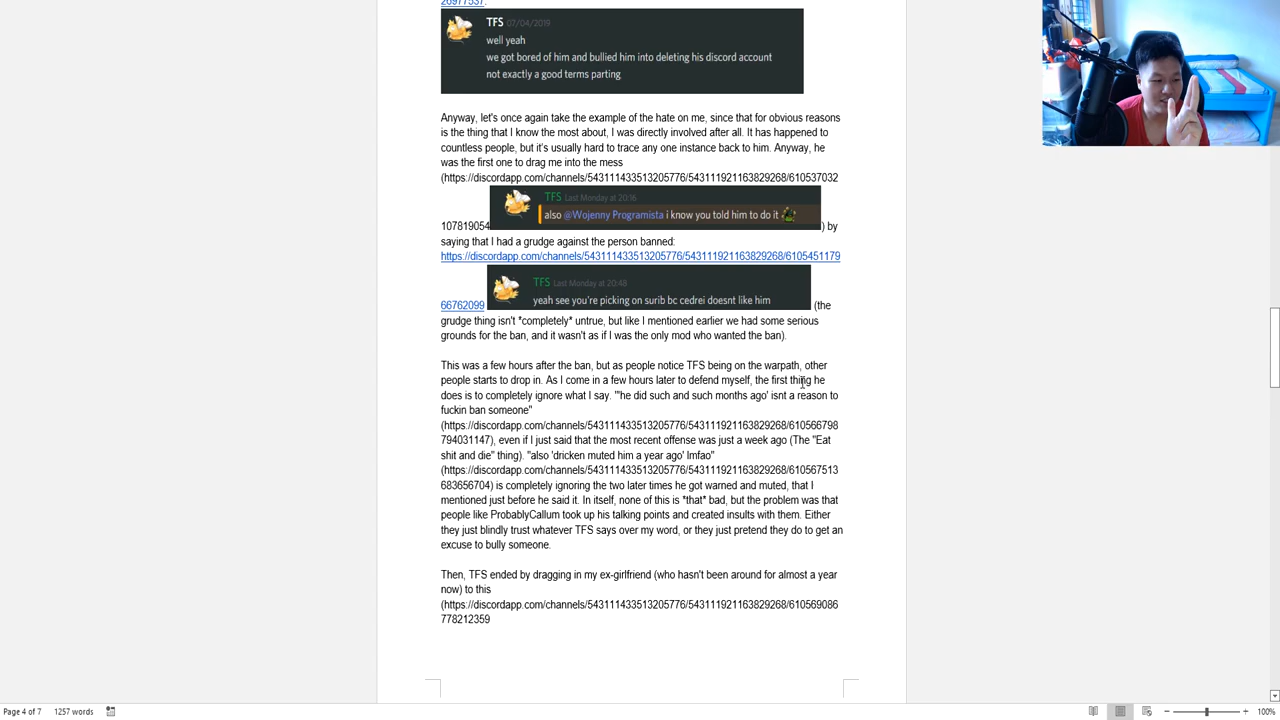 26977537.
TFS 07/04/2019
well yeah
we got bored of him and bullied him into deleting his discord account
not exactly a good terms parting
Anyway, let's once again take the example of the hate on me, since that for obvious reasons
is the thing that I know the most about, I was directly involved after all. It has happened to
countless people, but it's usually hard to trace any one instance back to him. Anyway, he
was the first one to drag me into the mess
(https://discordapp.com/channels/543111433513205776/543111921163829268/610537032
TFS Last Monday at 20:16
also @Wojenny Programista i know you told him to do it
107819054 ) by
saying that I had a grudge against the person banned:
https://discordapp.com/channels/543111433513205776/543111921163829268/6105451179
TFS Last Monday at 20:48
yeah see you're picking on surib bc cedrei doesnt like him
66762099 (the
grudge thing isn't *completely* untrue, but like I mentioned earlier we had some serious
grounds for the ban, and it wasn't as if I was the only mod who wanted the ban).
This was a few hours after the ban, but as people notice TFS being on the warpath, other
people starts to drop in. As I come in a few hours later to defend myself, the first thing he
does is to completely ignore what I say. "'he did such and such months ago' isnt a reason to
fuckin ban someone"
(https://discordapp.com/channels/543111433513205776/543111921163829268/610566798
794031147), even if I just said that the most recent offense was just a week ago (The "Eat
shit and die" thing). "also 'dricken muted him a year ago' lmfao"
(https://discordapp.com/channels/543111433513205776/543111921163829268/610567513
683656704) is completely ignoring the two later times he got warned and muted, that I
mentioned just before he said it. In itself, none of this is *that* bad, but the problem was that
people like ProbablyCallum took up his talking points and created insults with them. Either
they just blindly trust whatever TFS says over my word, or they just pretend they do to get an
excuse to bully someone.
Then, TFS ended by dragging in my ex-girlfriend (who hasn't been around for almost a year
now) to this
(https://discordapp.com/channels/543111433513205776/543111921163829268/610569086
778212359
Page 4 of 7 1257 words 100%